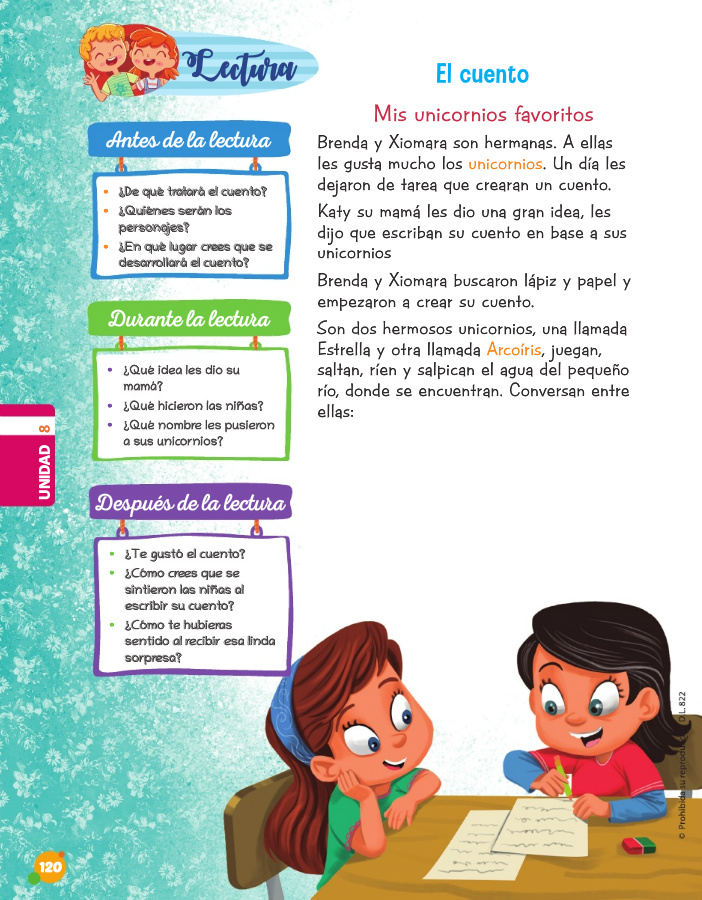 Lectura
El cuento
Mis unicornios favoritos
Antes de la lectura
• ¿De qué tratará el cuento?
• ¿Quiénes serán los
personajes?
• ¿En qué lugar crees que se
desarrollará el cuento?
Durante la lectura
• ¿Qué idea les dio su
mamá?
• ¿Qué hicieron las niñas?
• ¿Qué nombre les pusieron
a sus unicornios?
Después de la lectura
• ¿Te gustó el cuento?
• ¿Cómo crees que se
sintieron las niñas al
escribir su cuento?
• ¿Cómo te hubieras
sentido al recibir esa linda
sorpresa?
Brenda y Xiomara son hermanas. A ellas
les gusta mucho los unicornios. Un día les
dejaron de tarea que crearan un cuento.
Katy su mamá les dio una gran idea, les
dijo que escriban su cuento en base a sus
unicornios
Brenda y Xiomara buscaron lápiz y papel y
empezaron a crear su cuento.
Son dos hermosos unicornios, una llamada
Estrella y otra llamada Arcoíris, juegan,
saltan, ríen y salpican el agua del pequeño
río, donde se encuentran. Conversan entre
ellas:
UNIDAD 8
© Prohibida su D.L.822
120